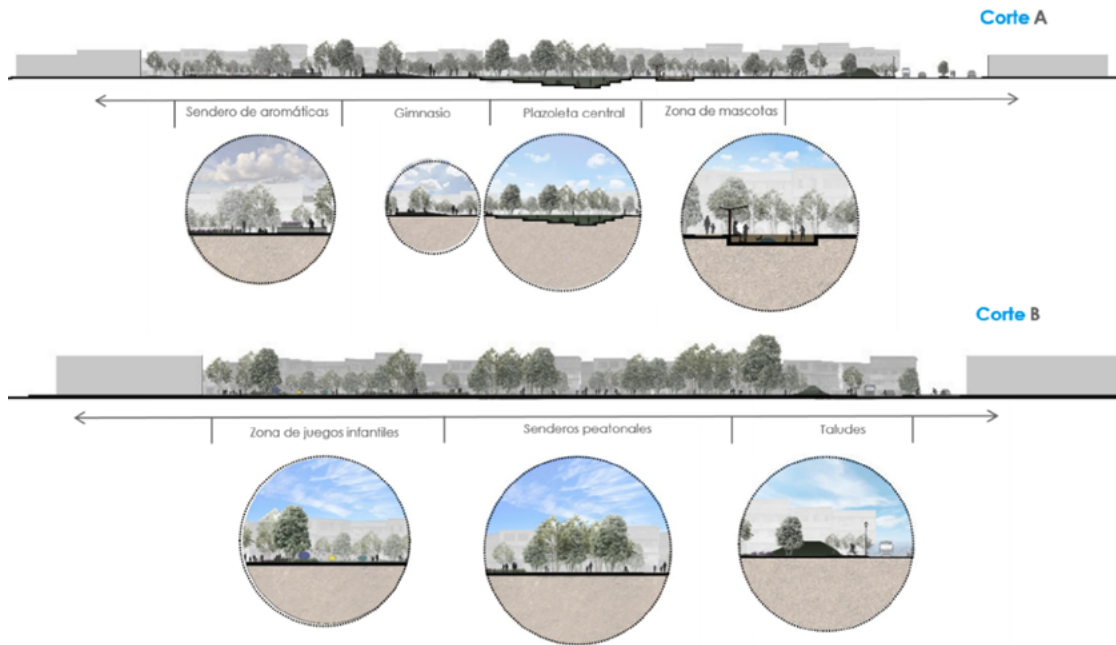 Corte A
Sendero de aromáticas
Gimnasio
Plazoleta central
Zona de mascotas
Corte B
Zona de juegos infantiles
Senderos peatonales
Taludes